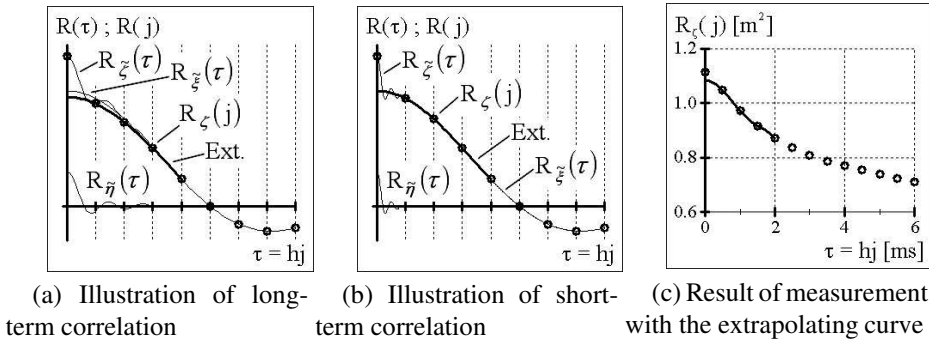 R(τ) ; R( j)
R_ζ̃(τ)
R_ξ̃(τ)
R_ζ(j)
Ext.
R_η̃(τ)
τ = hj
(a) Illustration of long-
term correlation
R(τ) ; R( j)
R_ζ̃(τ)
R_ζ(j)
Ext.
R_ξ̃(τ)
R_η̃(τ)
τ = hj
(b) Illustration of short-
term correlation
R_ζ( j) [m²]
1.2
1.0
0.8
0.6
0 2 4 6
τ = hj [ms]
(c) Result of measurement
with the extrapolating curve